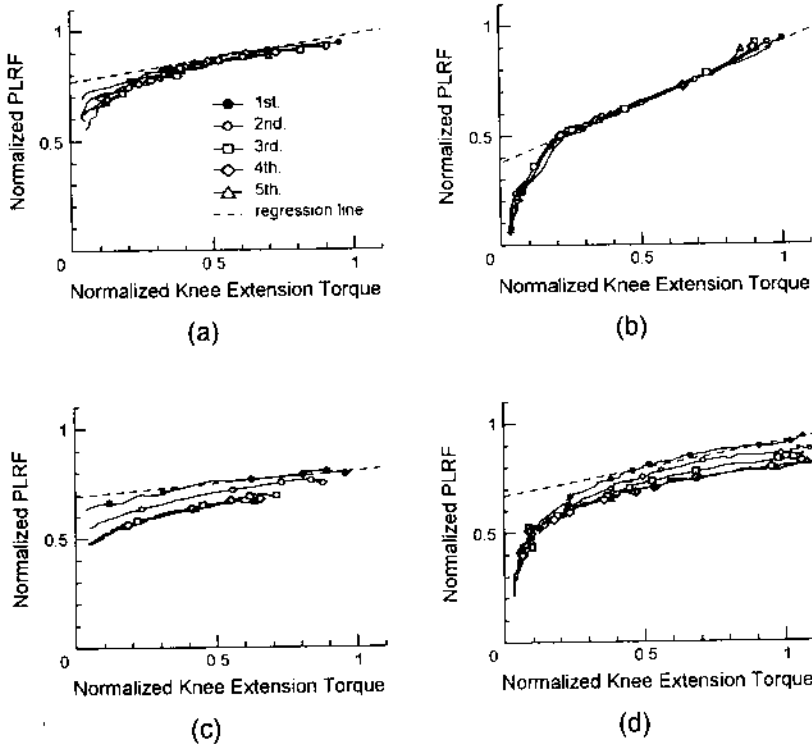 Normalized PLRF
1
0.5
0
0 5
1
1st.
2nd.
3rd.
4th.
5th.
regression line
Normalized Knee Extension Torque
(a)
Normalized PLRF
1
0.5
0
0 5
1
Normalized Knee Extension Torque
(b)
Normalized PLRF
1
0.5
0
0 5
1
Normalized Knee Extension Torque
(c)
Normalized PLRF
1
0.5
0
0 5
1
Normalized Knee Extension Torque
(d)